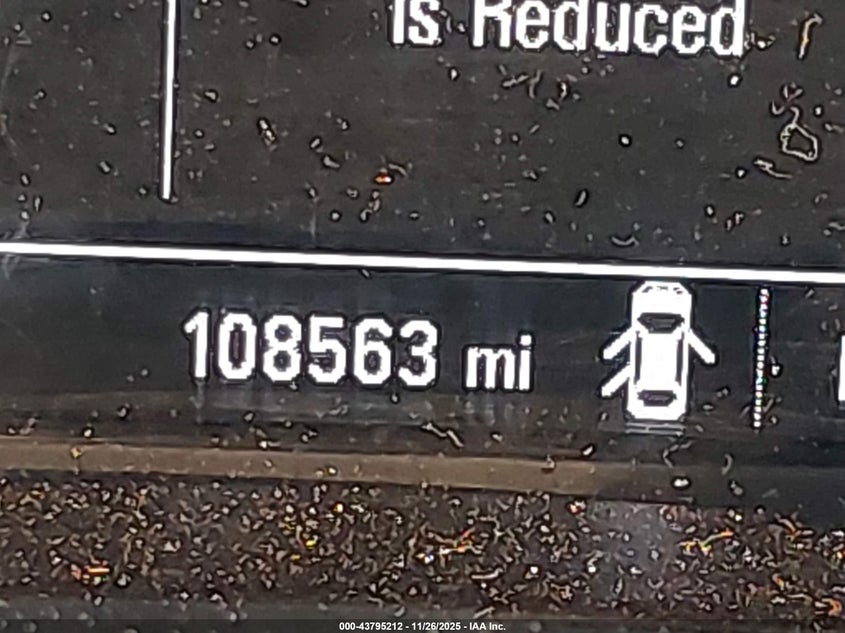 is Reduced
108563 mi
000-43795212 - 11/26/2025 - IAA Inc.